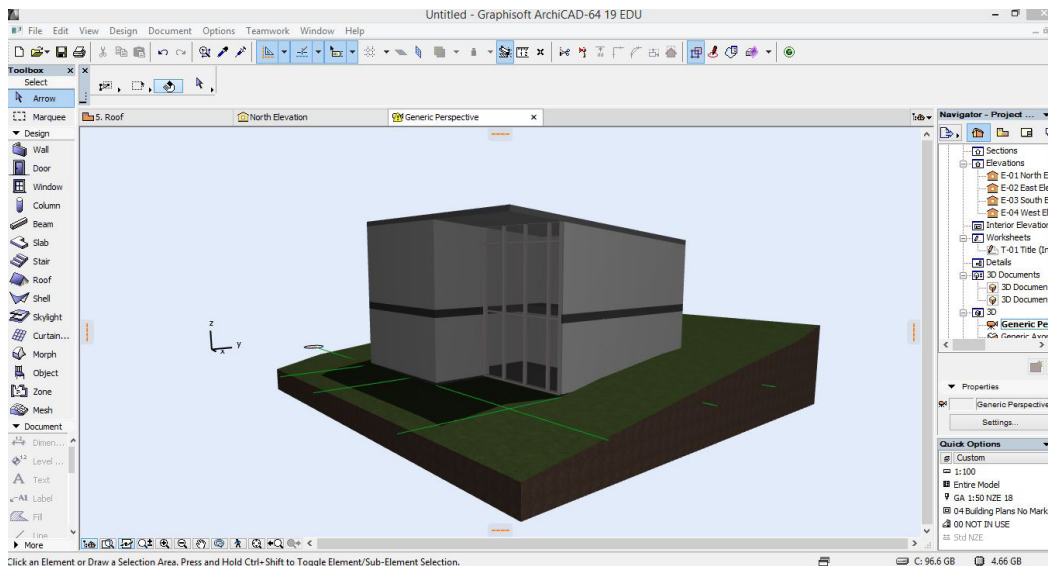 Untitled - Graphisoft ArchiCAD-64 19 EDU
File Edit View Design Document Options Teamwork Window Help
Toolbox
Select
Arrow
Marquee
Design
Wall
Door
Window
Column
Beam
Slab
Stair
Roof
Shell
Skylight
Curtain...
Morph
Object
Zone
Mesh
Document
Dimen...
Level ...
Text
A1 Label
Fill
Line
More
5. Roof
North Elevation
Generic Perspective
z
y
x
Navigator - Project ...
Sections
Elevations
E-01 North E
E-02 East Ele
E-03 South E
E-04 West El
Interior Elevation
Worksheets
T-01 Title (In
Details
3D Documents
3D Documen
3D Documen
3D
Generic Pe
Generic Axo
Properties
Generic Perspective
Settings...
Quick Options
Custom
1:100
Entire Model
GA 1:50 NZE 18
04 Building Plans No Mark
00 NOT IN USE
Std NZE
Click an Element or Draw a Selection Area. Press and Hold Ctrl+Shift to Toggle Element/Sub-Element Selection.
C: 96.6 GB
4.66 GB